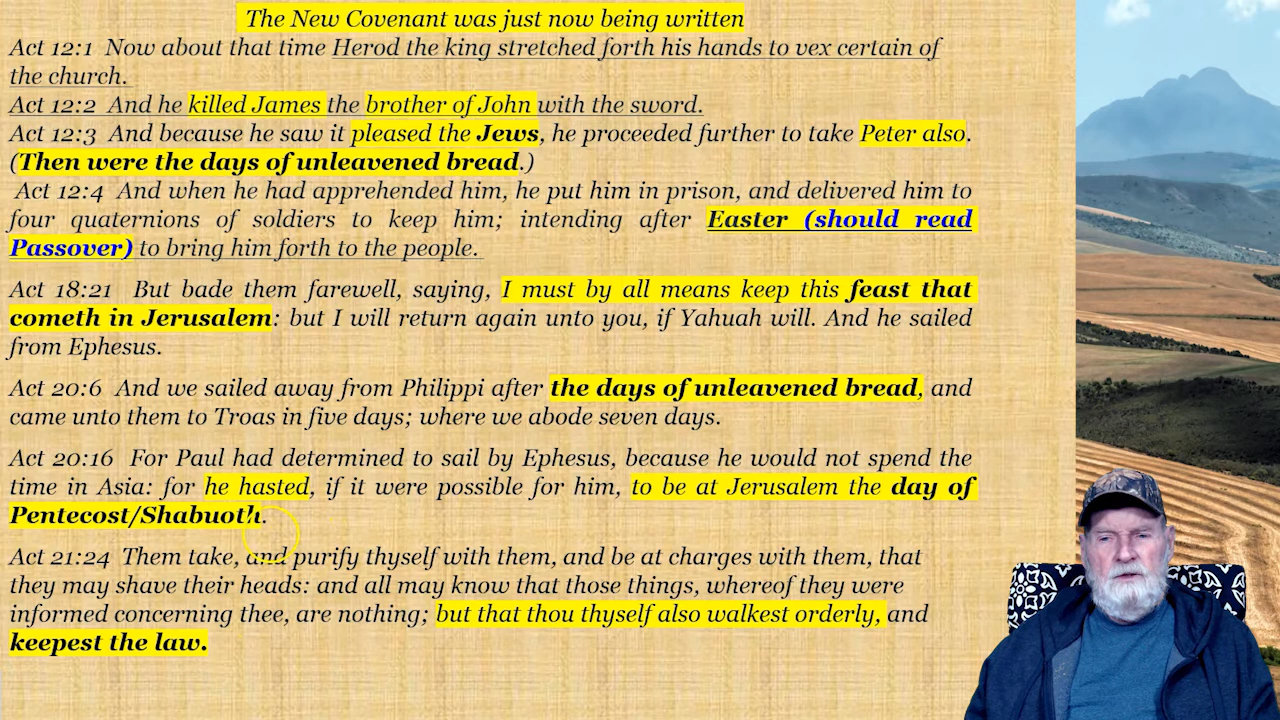 The New Covenant was just now being written
Act 12:1 Now about that time Herod the king stretched forth his hands to vex certain of
the church.
Act 12:2 And he killed James the brother of John with the sword.
Act 12:3 And because he saw it pleased the Jews, he proceeded further to take Peter also.
(Then were the days of unleavened bread.)
Act 12:4 And when he had apprehended him, he put him in prison, and delivered him to
four quaternions of soldiers to keep him; intending after Easter (should read
Passover) to bring him forth to the people.
Act 18:21 But bade them farewell, saying, I must by all means keep this feast that
cometh in Jerusalem: but I will return again unto you, if Yahuah will. And he sailed
from Ephesus.
Act 20:6 And we sailed away from Philippi after the days of unleavened bread, and
came unto them to Troas in five days; where we abode seven days.
Act 20:16 For Paul had determined to sail by Ephesus, because he would not spend the
time in Asia: for he hasted, if it were possible for him, to be at Jerusalem the day of
Pentecost/Shabuoth.
Act 21:24 Them take, and purify thyself with them, and be at charges with them, that
they may shave their heads: and all may know that those things, whereof they were
informed concerning thee, are nothing; but that thou thyself also walkest orderly, and
keepest the law.